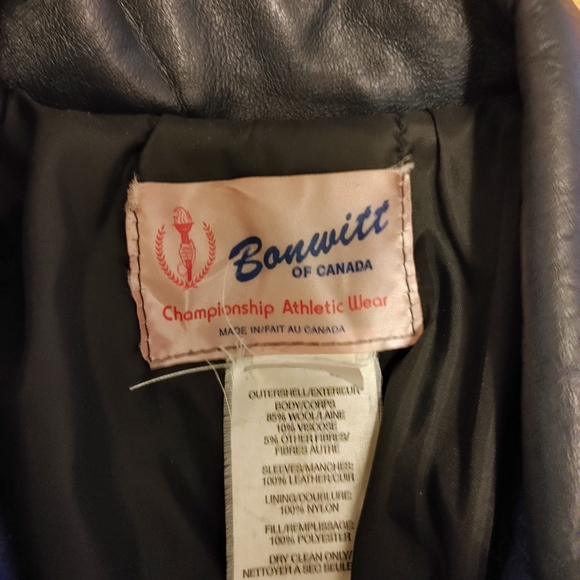 Bonwitt
OF CANADA
Championship Athletic Wear
MADE IN/FAIT AU CANADA
OUTERSHELL/EXTERIEUR
BODY/CORPS
85% WOOL/LAINE
10% VISCOSE
5% OTHER FIBRES/
FIBRES AUTRE
SLEEVES/MANCHES:
100% LEATHER/CUIR
LINING/DOUBLURE:
100% NYLON
FILL/REMPLISSAGE:
100% POLYESTER
DRY CLEAN ONLY/
NETTOYER A SEC SEULE